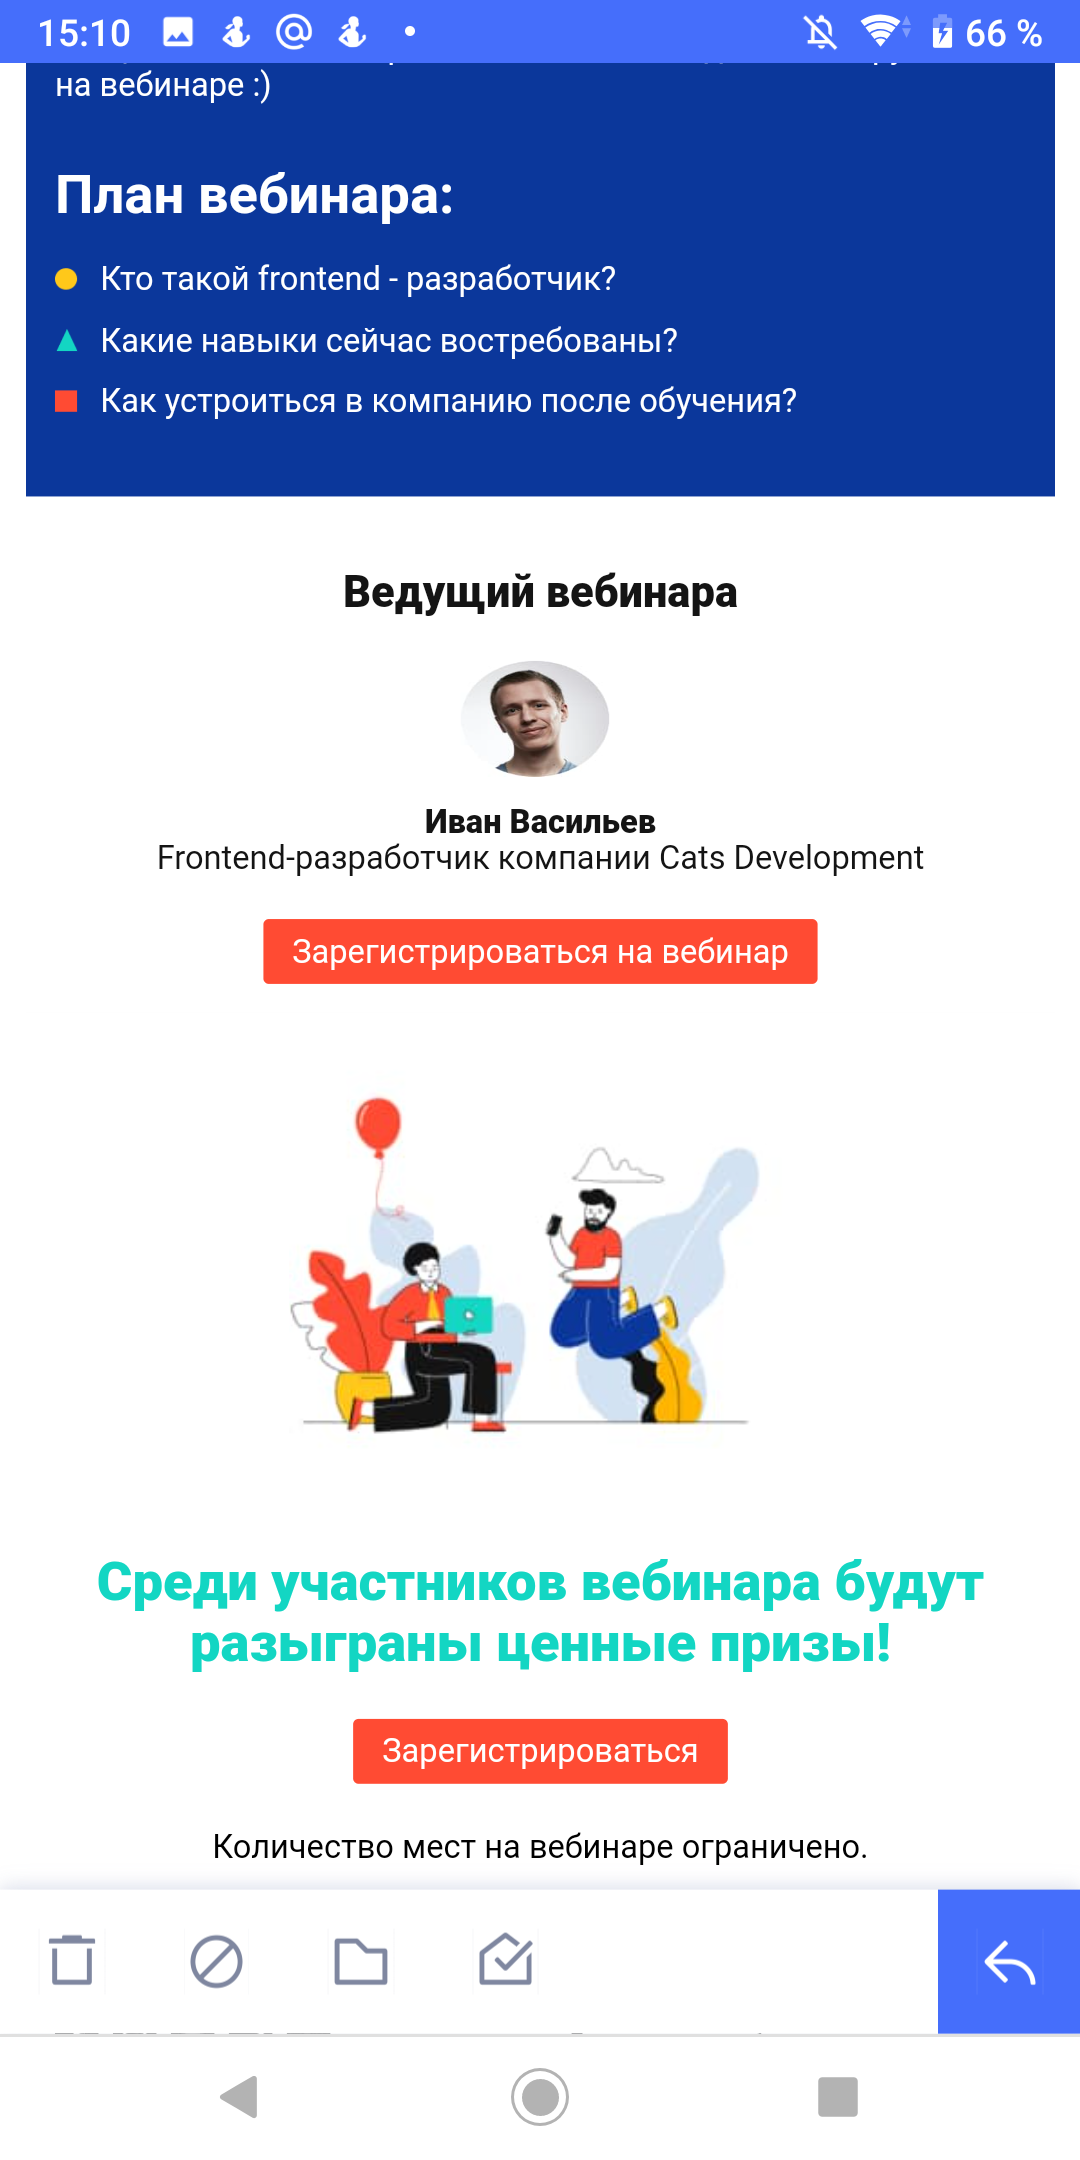 15:10
66 %
на вебинаре :)
План вебинара:
Кто такой frontend - разработчик?
Какие навыки сейчас востребованы?
Как устроиться в компанию после обучения?
Ведущий вебинара
Иван Васильев
Frontend-разработчик компании Cats Development
Зарегистрироваться на вебинар
Среди участников вебинара будут
разыграны ценные призы!
Зарегистрироваться
Количество мест на вебинаре ограничено.